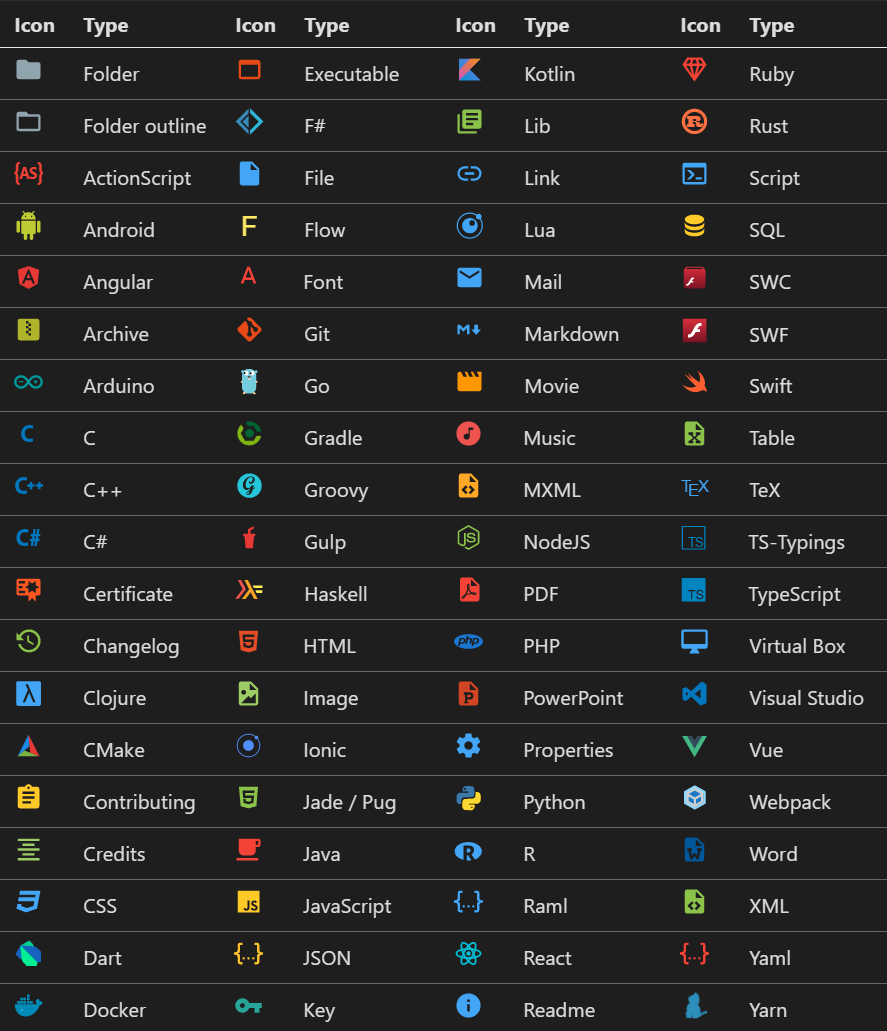 Icon Type Icon Type Icon Type Icon Type
Folder Executable Kotlin Ruby
Folder outline F# Lib R Rust
{AS} ActionScript File Link Script
Android F Flow Lua SQL
A Angular A Font Mail SWC
Archive Git M Markdown SWF
Arduino Go Movie Swift
C C Gradle Music Table
C++ C++ G Groovy MXML TEX TeX
C# C# Gulp JS NodeJS TS TS-Typings
Certificate Haskell PDF TS TypeScript
Changelog 5 HTML php PHP Virtual Box
λ Clojure Image P PowerPoint Visual Studio
CMake Ionic Properties Vue
Contributing 5 Jade / Pug Python Webpack
Credits Java R R W Word
3 CSS JS JavaScript {...} Raml XML
Dart {..} JSON React {...} Yaml
Docker Key i Readme Yarn